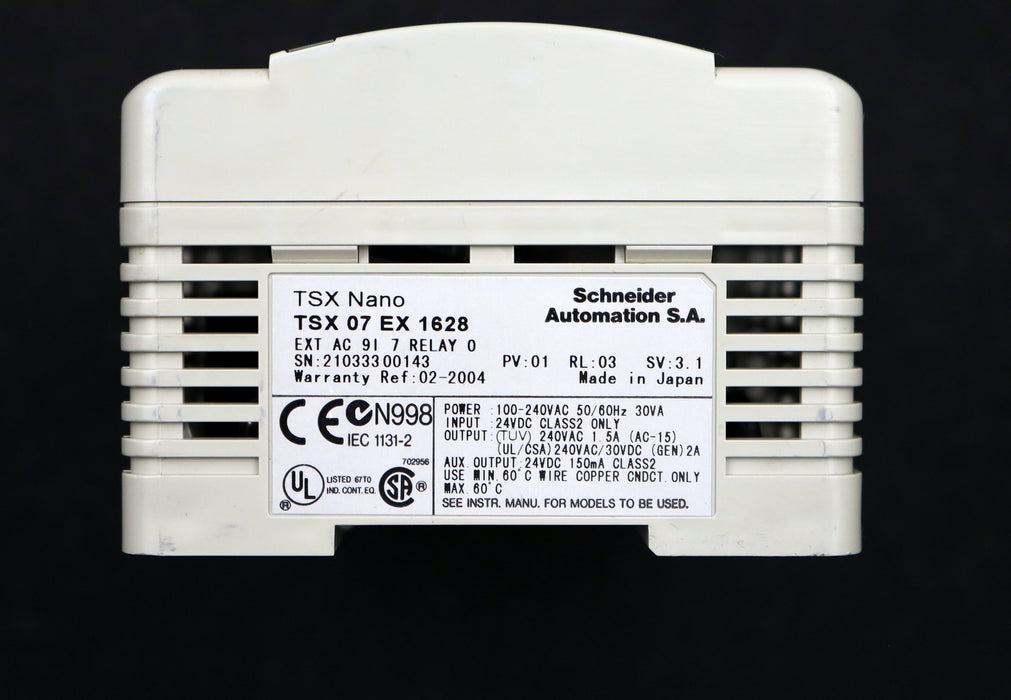 TSX Nano
TSX 07 EX 1628
Schneider
Automation S.A.
EXT AC 9I 7 RELAY O
SN:21033300143 PV:01 RL:03 SV:3.1
Warranty Ref:02-2004 Made in Japan
CE N998
IEC 1131-2
702956
UL ® LISTED 67TO
IND. CONT. EQ.
SA ®
POWER :100-240VAC 50/60Hz 30VA
INPUT :24VDC CLASS2 ONLY
OUTPUT:(TUV) 240VAC 1.5A (AC-15)
(UL/CSA)240VAC/30VDC (GEN)2A
AUX.OUTPUT:24VDC 150mA CLASS2
USE MIN.60°C WIRE COPPER CNDCT.ONLY
MAX.60°C
SEE INSTR. MANU. FOR MODELS TO BE USED.